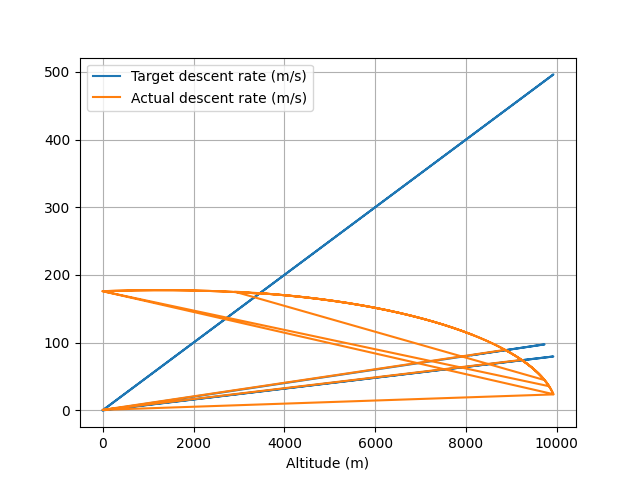 500
400
300
200
100
0
Target descent rate (m/s)
Actual descent rate (m/s)
0 2000 4000 6000 8000 10000
Altitude (m)